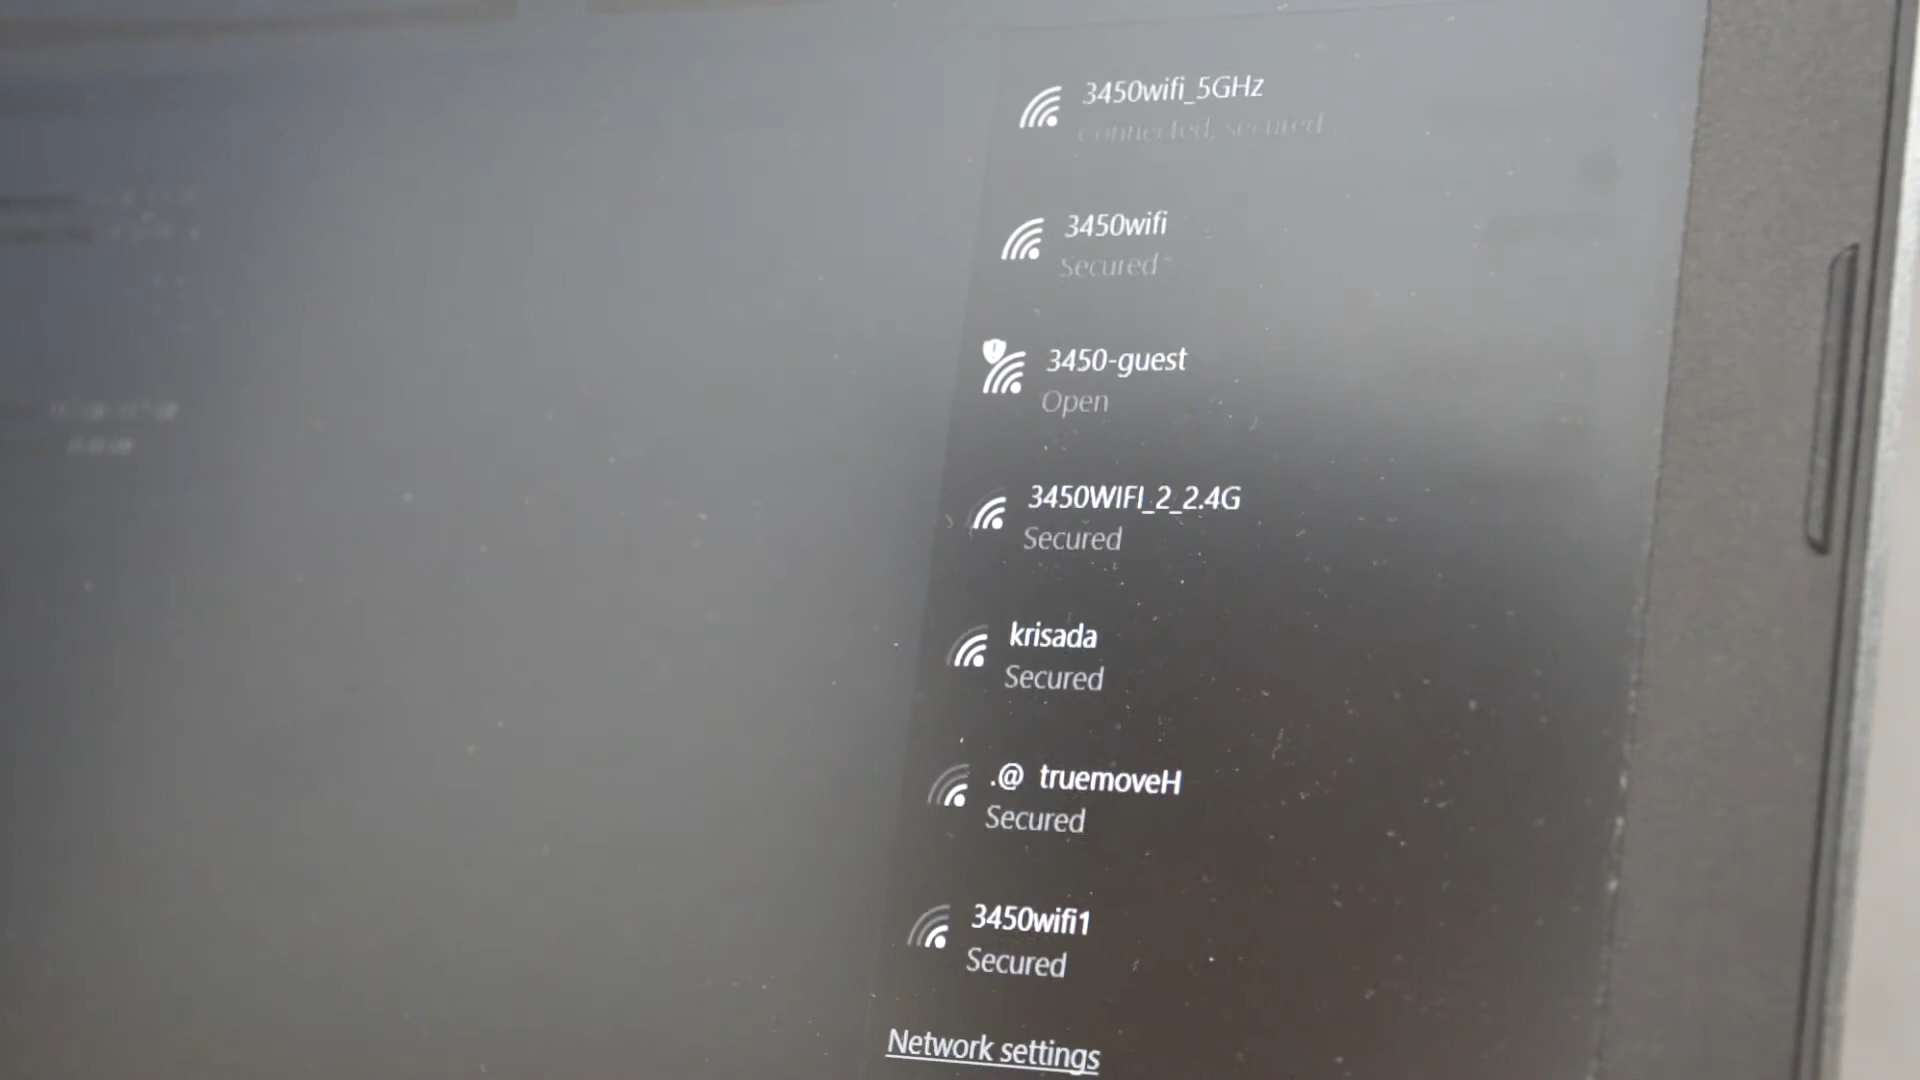 3450wifi_5GHz
Connected, secured
3450wifi
Secured
3450-guest
Open
3450WIFI_2_2.4G
Secured
krisada
Secured
.@ truemoveH
Secured
3450wifi1
Secured
Network settings